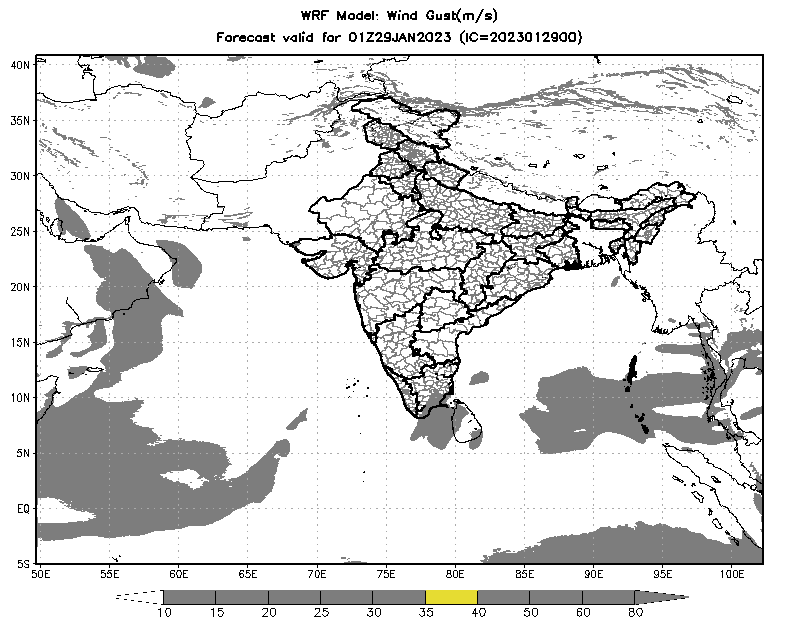 WRF Model: Wind Gust(m/s)
Forecast valid for 01Z29JAN2023 (IC=2023012900)
40N
35N
30N
25N
20N
15N
10N
5N
EQ
5S
50E 55E 60E 65E 70E 75E 80E 85E 90E 95E 100E
10 15 20 25 30 35 40 50 60 80